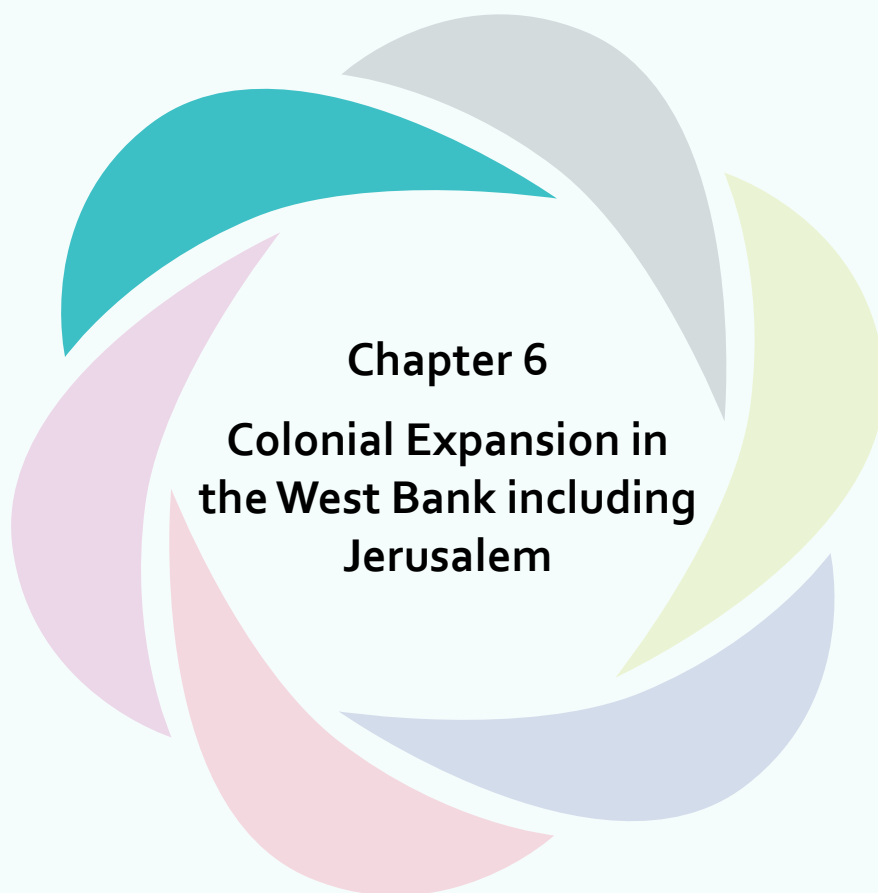 Chapter 6
Colonial Expansion in
the West Bank including
Jerusalem